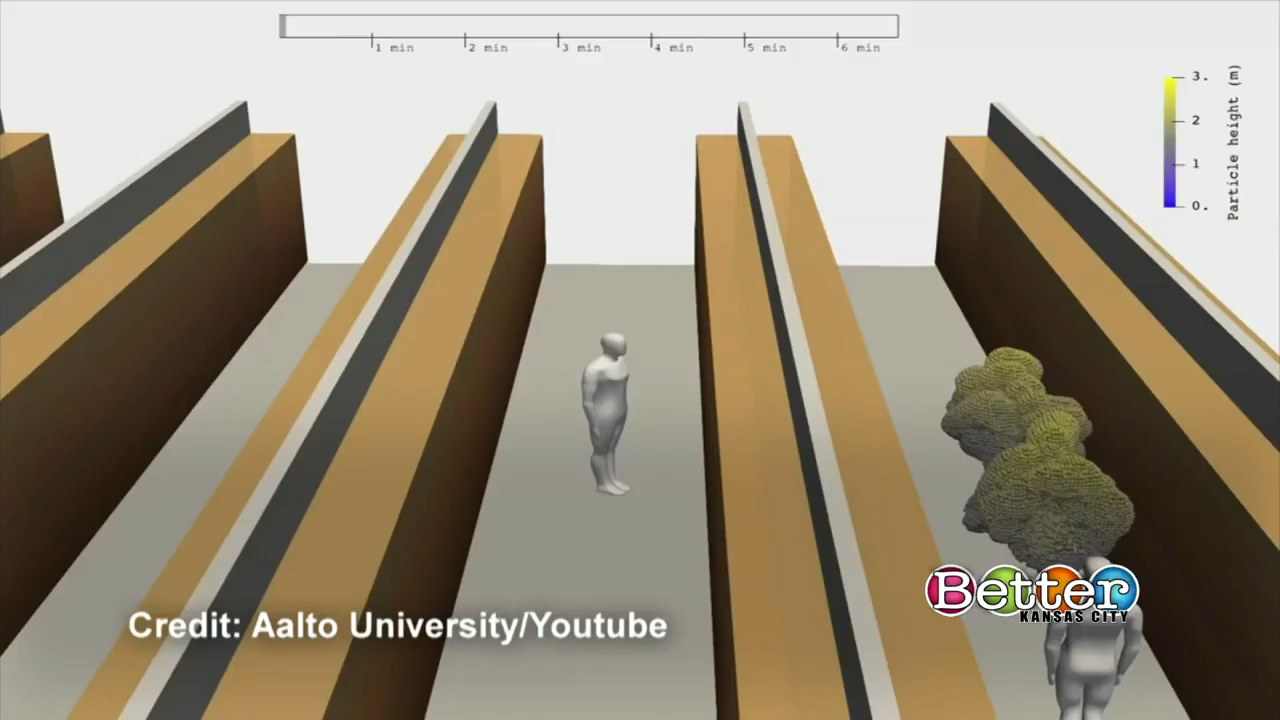 1 min 2 min 3 min 4 min 5 min 6 min
3.
2
1
0.
Particle height (m)
Better
KANSAS CITY
Credit: Aalto University/Youtube